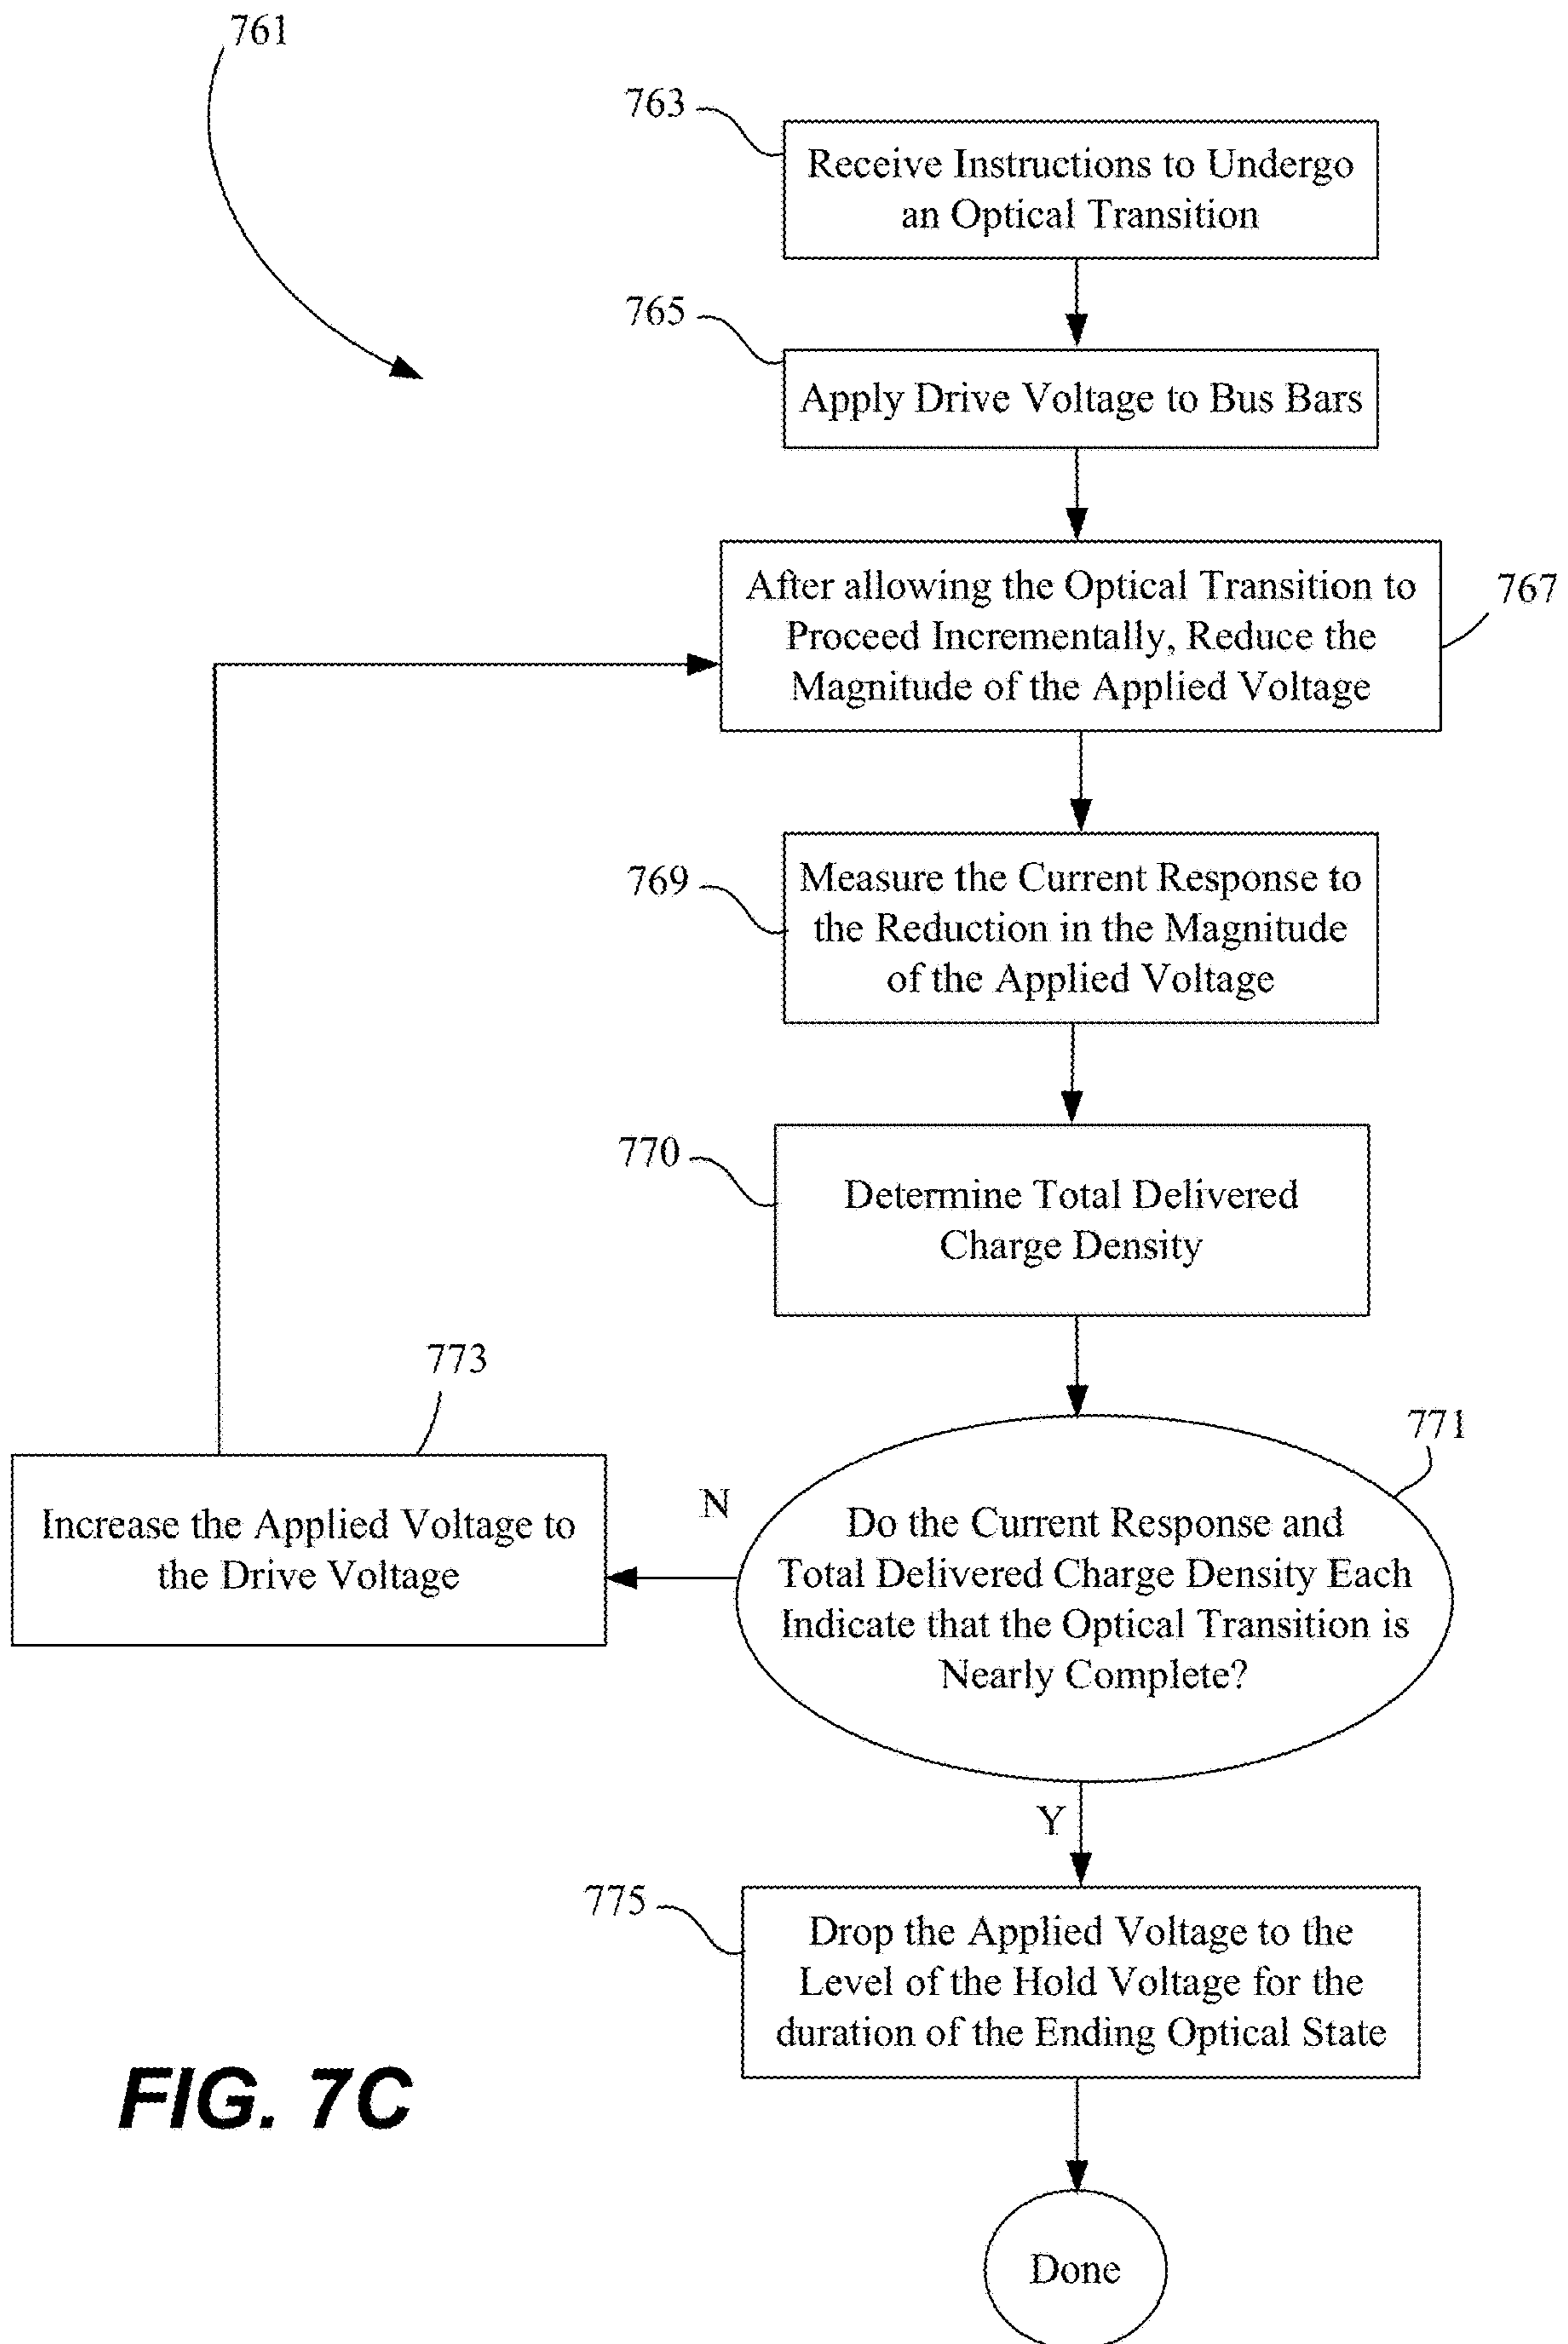 761
763
Receive Instructions to Undergo
an Optical Transition
765
Apply Drive Voltage to Bus Bars
After allowing the Optical Transition to
Proceed Incrementally, Reduce the
Magnitude of the Applied Voltage
767
769
Measure the Current Response to
the Reduction in the Magnitude
of the Applied Voltage
770
Determine Total Delivered
Charge Density
773
Increase the Applied Voltage to
the Drive Voltage
N
771
Do the Current Response and
Total Delivered Charge Density Each
Indicate that the Optical Transition is
Nearly Complete?
Y
775
Drop the Applied Voltage to the
Level of the Hold Voltage for the
duration of the Ending Optical State
FIG. 7C
Done